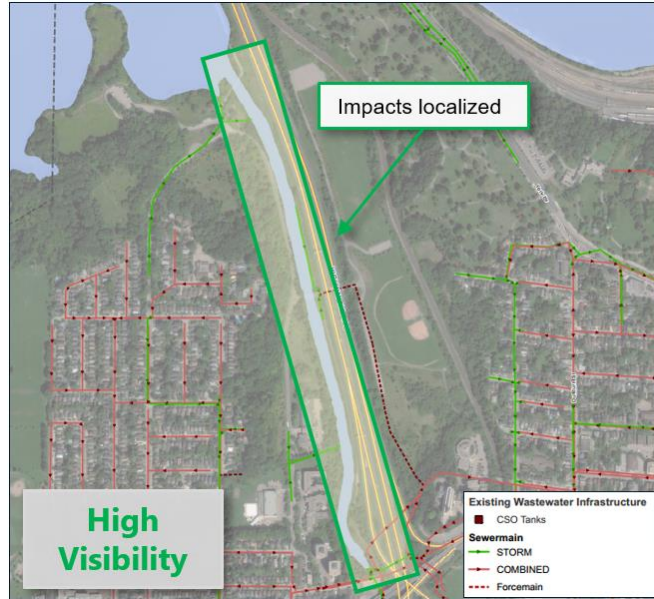 Impacts localized
High
Visibility
Existing Wastewater Infrastructure
CSO Tanks
Sewermain
STORM
COMBINED
Forcemain